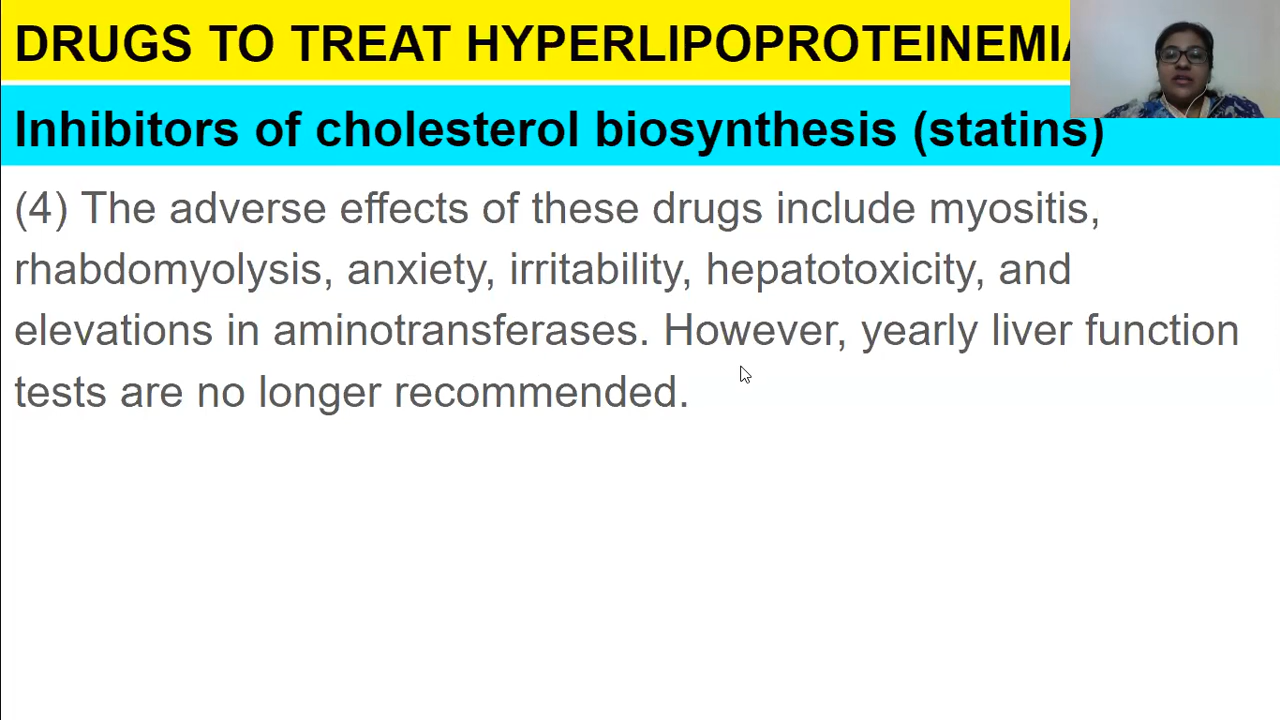 DRUGS TO TREAT HYPERLIPOPROTEINEMIA
Inhibitors of cholesterol biosynthesis (statins)
(4) The adverse effects of these drugs include myositis,
rhabdomyolysis, anxiety, irritability, hepatotoxicity, and
elevations in aminotransferases. However, yearly liver function
tests are no longer recommended.